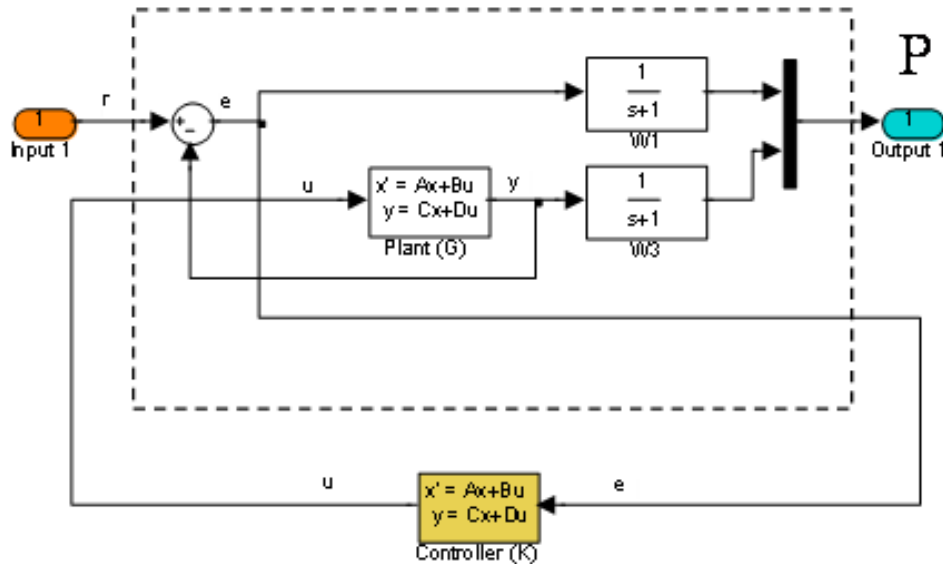 P
r
e
1
Input 1
1
s+1
W1
1
Output 1
u
x' = Ax+Bu
y = Cx+Du
Plant (G)
y
1
s+1
W3
u
x' = Ax+Bu
y = Cx+Du
Controller (K)
e